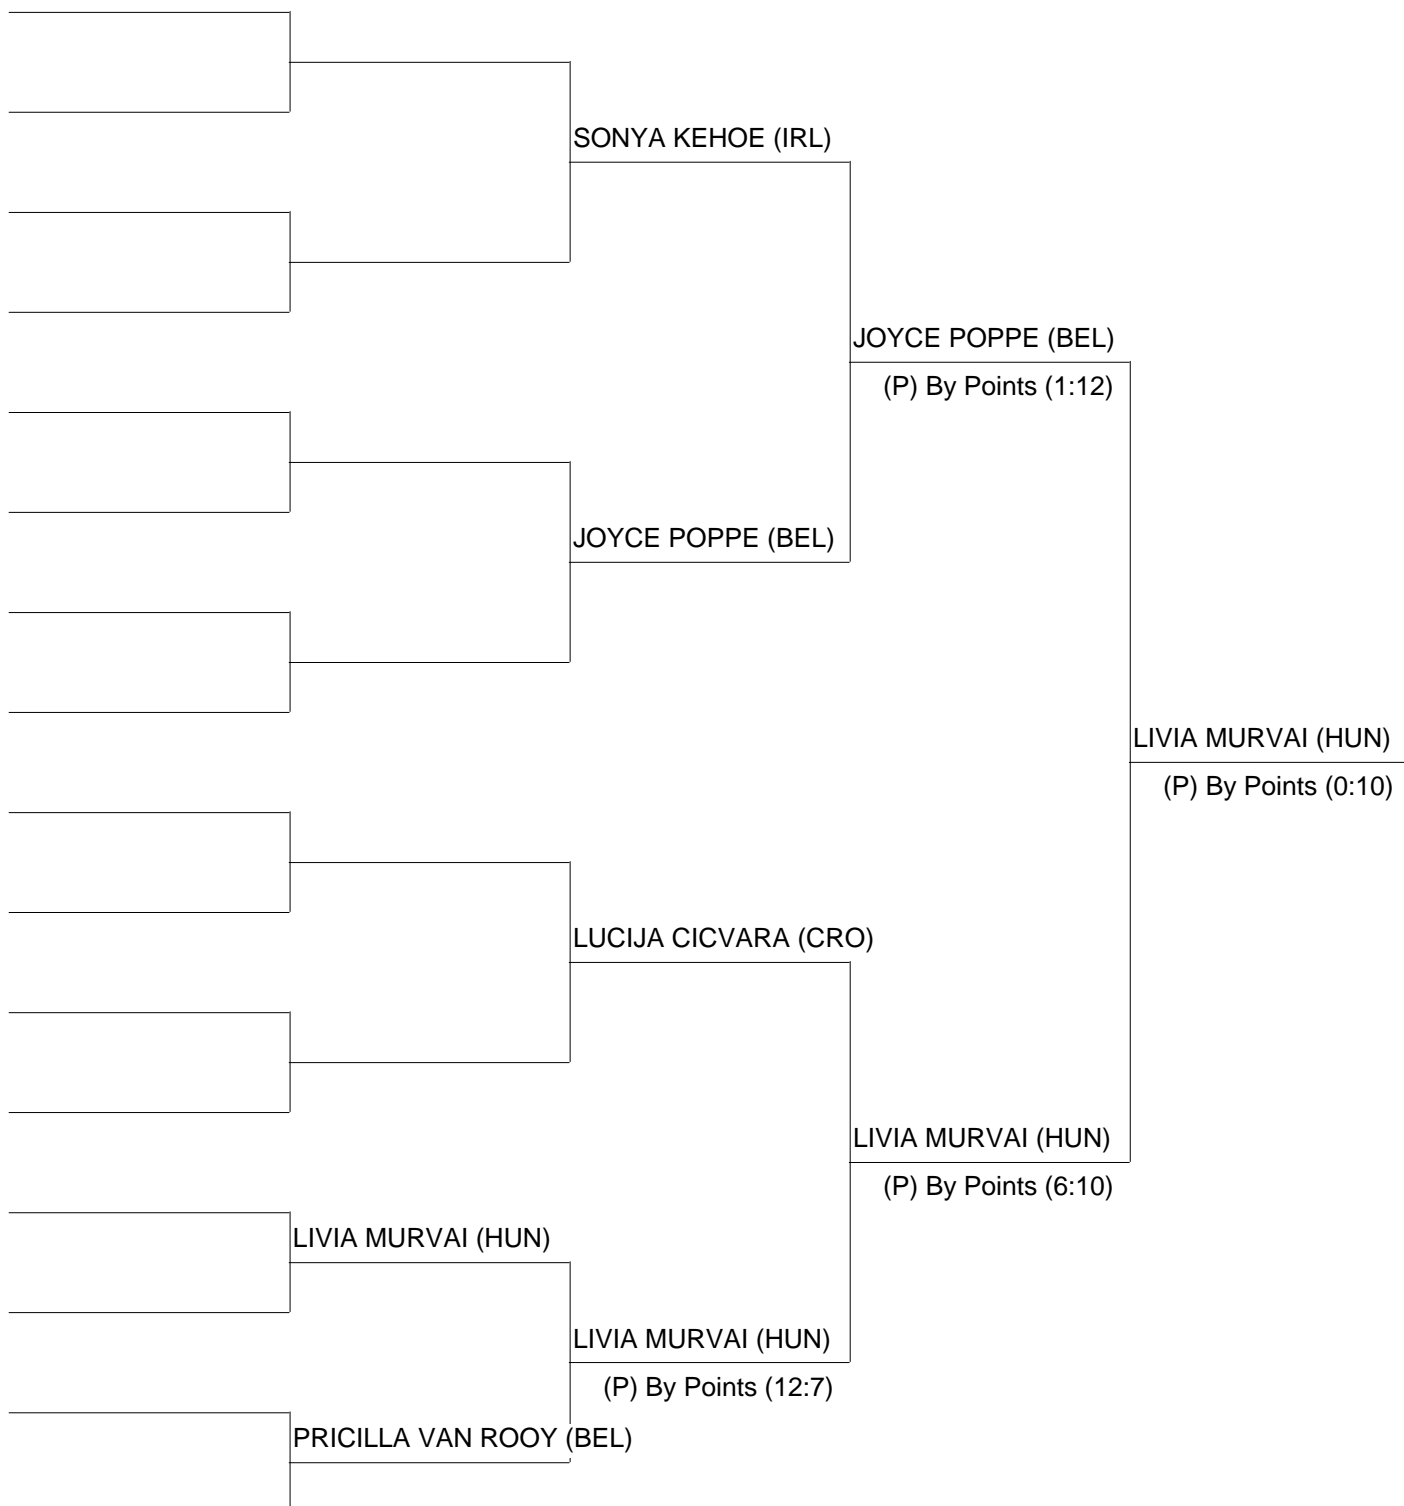 SONYA KEHOE (IRL)
JOYCE POPPE (BEL)
(P) By Points (1:12)
JOYCE POPPE (BEL)
LIVIA MURVAI (HUN)
(P) By Points (0:10)
LUCIJA CICVARA (CRO)
LIVIA MURVAI (HUN)
(P) By Points (6:10)
LIVIA MURVAI (HUN)
LIVIA MURVAI (HUN)
(P) By Points (12:7)
PRICILLA VAN ROOY (BEL)